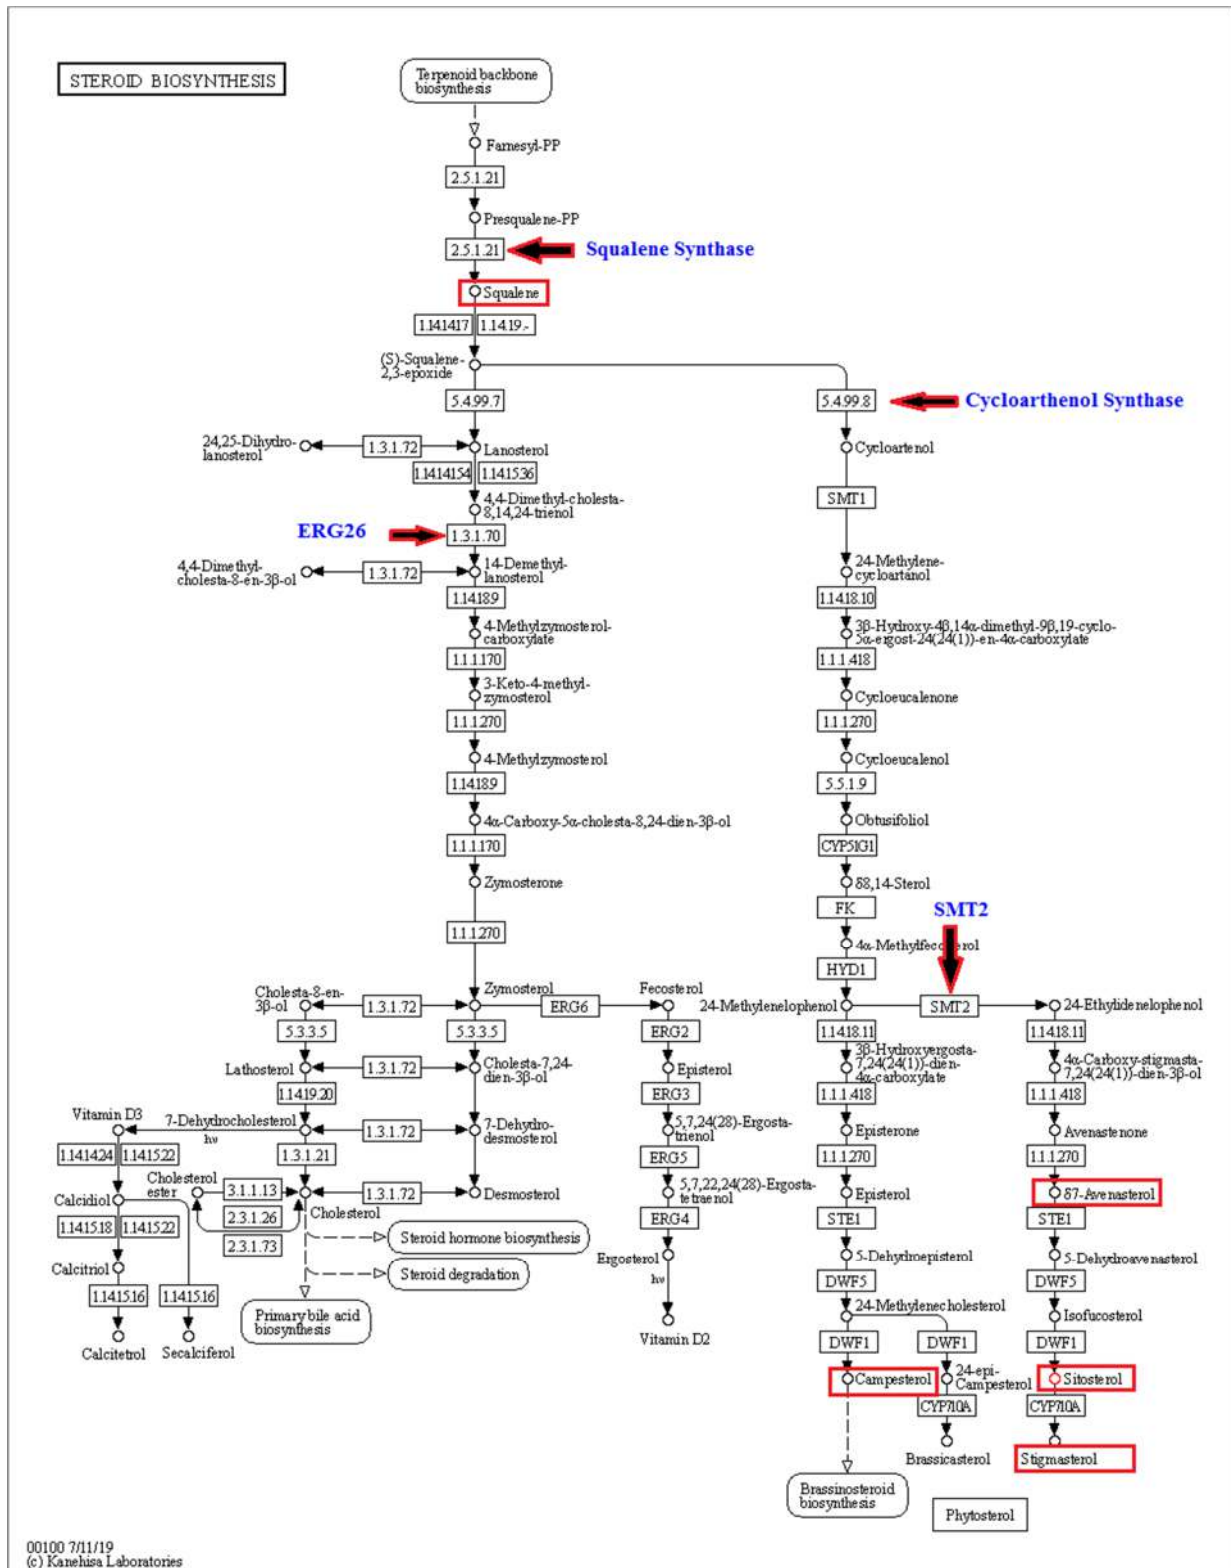 STEROID BIOSYNTHESIS
Terpenoid backbone
biosynthesis
Farnesyl-PP
2.5.1.21
Presqualene-PP
2.5.1.21
Squalene Synthase
Squalene
1.14.14.17
1.14.19.-
(S)-Squalene-
2,3-epoxide
5.4.99.7
5.4.99.8
Cycloarthenol Synthase
24,25-Dihydro-
lanosterol
1.3.1.72
Lanosterol
Cycloartenol
1.14.14.154
1.14.15.36
SMT1
4,4-Dimethyl-cholesta-
8,14,24-trienol
ERG26
1.3.1.70
4,4-Dimethyl-
cholesta-8-en-3β-ol
1.3.1.72
14-Demethyl-
lanosterol
24-Methylene-
cycloartanol
1.14.18.9
1.14.18.10
4-Methylzymosterol-
carboxylate
3β-Hydroxy-4β,14α-dimethyl-9β,19-cyclo-
5α-ergost-24(24(1))-en-4α-carboxylate
1.1.1.170
1.1.1.418
3-Keto-4-methyl-
zymosterol
Cycloeucalenone
1.1.1.270
1.1.1.270
4-Methylzymosterol
Cycloeucalenol
1.14.18.9
5.5.1.9
4α-Carboxy-5α-cholesta-8,24-dien-3β-ol
Obtusifoliol
1.1.1.170
CYP51G1
Zymosterone
δ8,14-Sterol
FK
SMT2
1.1.1.270
4α-Methylfecosterol
HYD1
Cholesta-8-en-
3β-ol
1.3.1.72
Zymosterol
ERG6
Fecosterol
24-Methylenelophenol
SMT2
24-Ethylidenelophenol
5.3.3.5
5.3.3.5
ERG2
1.14.18.11
1.14.18.11
Lathosterol
1.3.1.72
Cholesta-7,24-
dien-3β-ol
Episterol
3β-Hydroxyergosta-
7,24(24(1))-dien-
4α-carboxylate
4α-Carboxy-stigmasta-
7,24(24(1))-dien-3β-ol
1.14.19.20
ERG3
1.1.1.418
1.1.1.418
Vitamin D3
7-Dehydrocholesterol
hν
1.3.1.72
7-Dehydro-
desmosterol
5,7,24(28)-Ergosta-
trienol
Episterone
Avenastenone
1.14.14.24
1.14.15.22
1.3.1.21
ERG5
1.1.1.270
1.1.1.270
Calcidiol
Cholesterol
ester
3.1.1.13
Cholesterol
1.3.1.72
Desmosterol
5,7,22,24(28)-Ergosta-
tetraenol
Episterol
δ7-Avenasterol
1.14.15.18
1.14.15.22
2.3.1.26
2.3.1.73
ERG4
STE1
STE1
Steroid hormone biosynthesis
Calcitriol
Steroid degradation
Ergosterol
hν
5-Dehydroepisterol
5-Dehydroavenasterol
1.14.15.16
1.14.15.16
DWF5
DWF5
Primary bile acid
biosynthesis
24-Methylenecholesterol
Isofucosterol
Calcitetrol
Secalciferol
Vitamin D2
DWF1
DWF1
DWF1
Campesterol
24-epi-
Campesterol
Sitosterol
CYP710A
CYP710A
Brassicasterol
Stigmasterol
Brassinosteroid
biosynthesis
Phytosterol
00100 7/11/19
(c) Kanehisa Laboratories